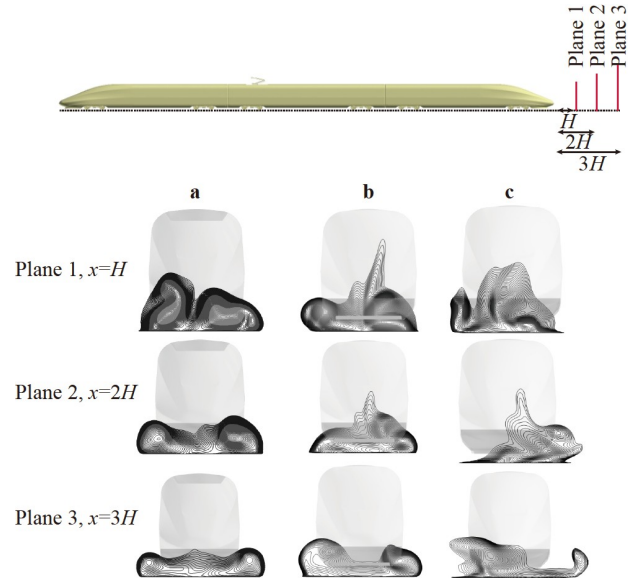 Plane 1
Plane 2
Plane 3
H
2H
3H
a b c
Plane 1, x=H
Plane 2, x=2H
Plane 3, x=3H